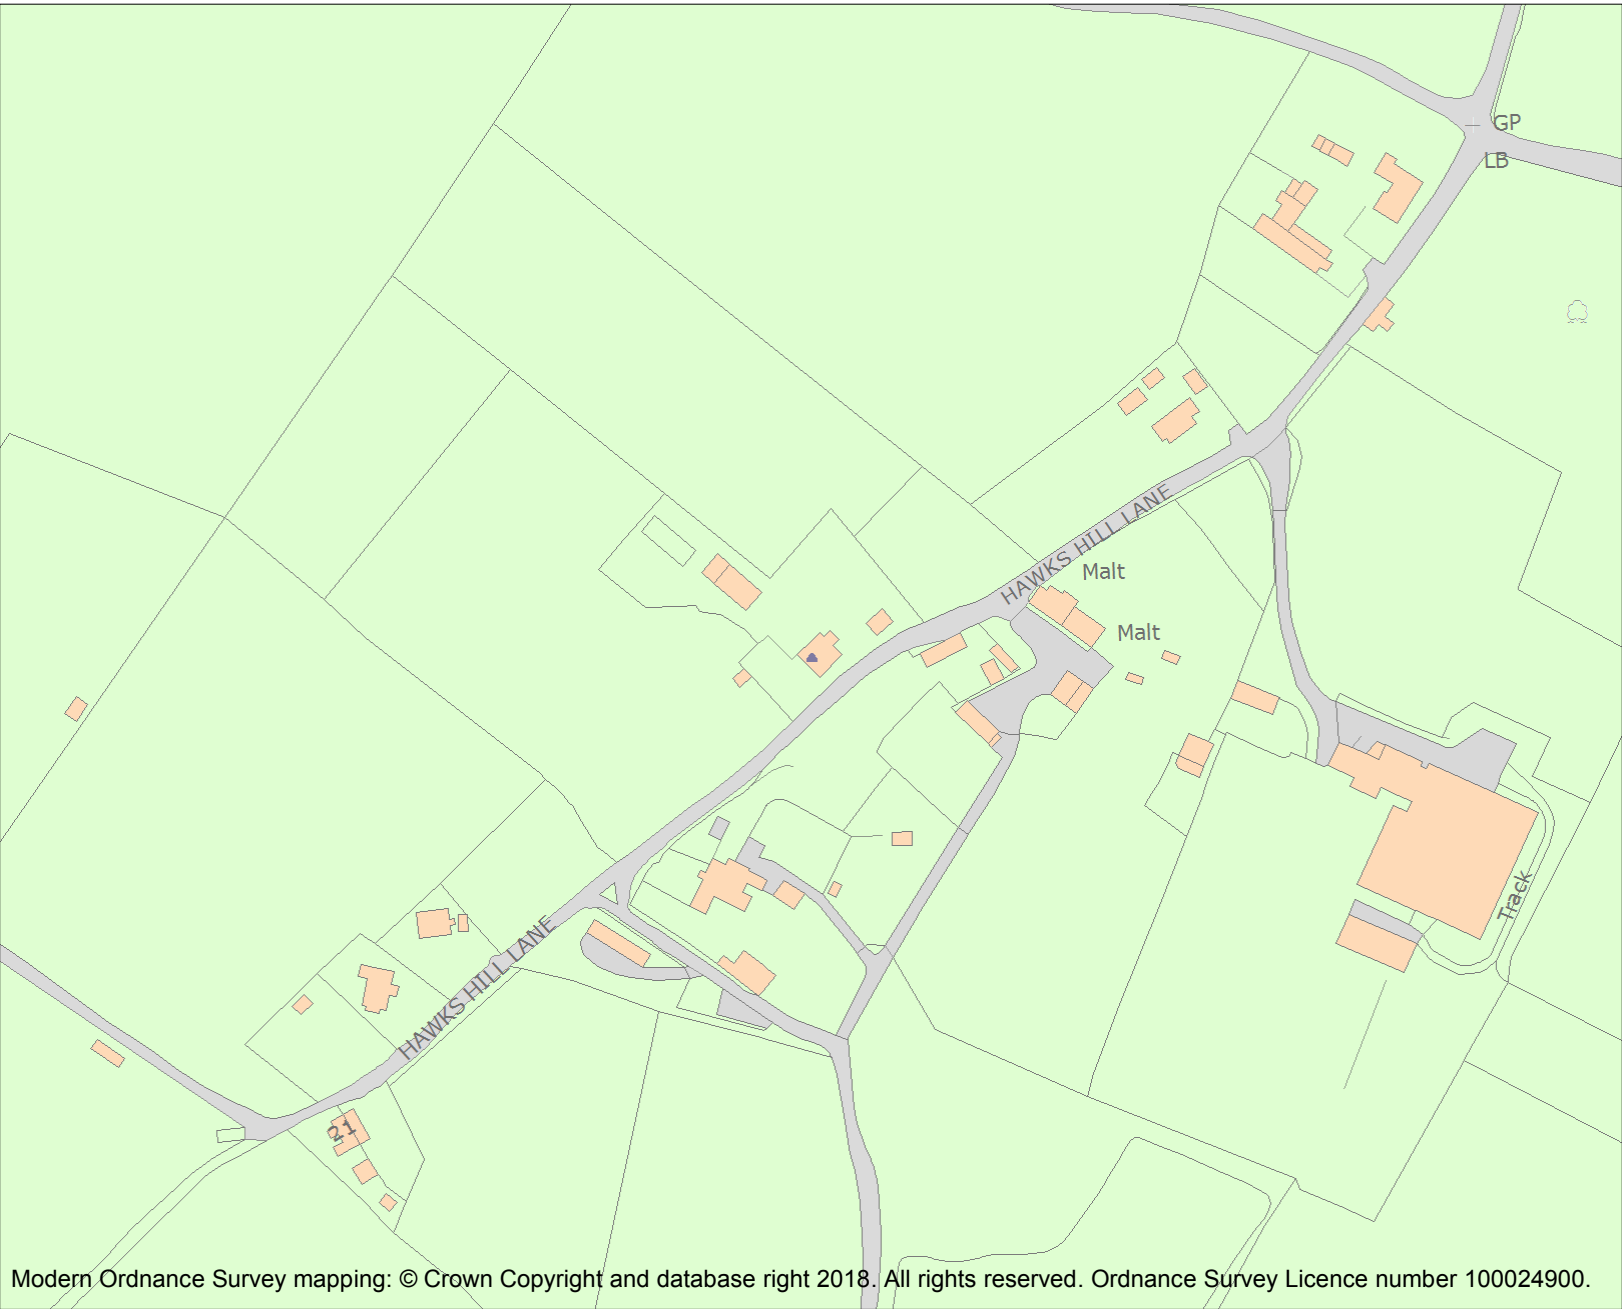 GP
LB
HAWKS HILL LANE
Malt
Malt
Track
HAWKS HILL LANE
21
Modern Ordnance Survey mapping: © Crown Copyright and database right 2018. All rights reserved. Ordnance Survey Licence number 100024900.